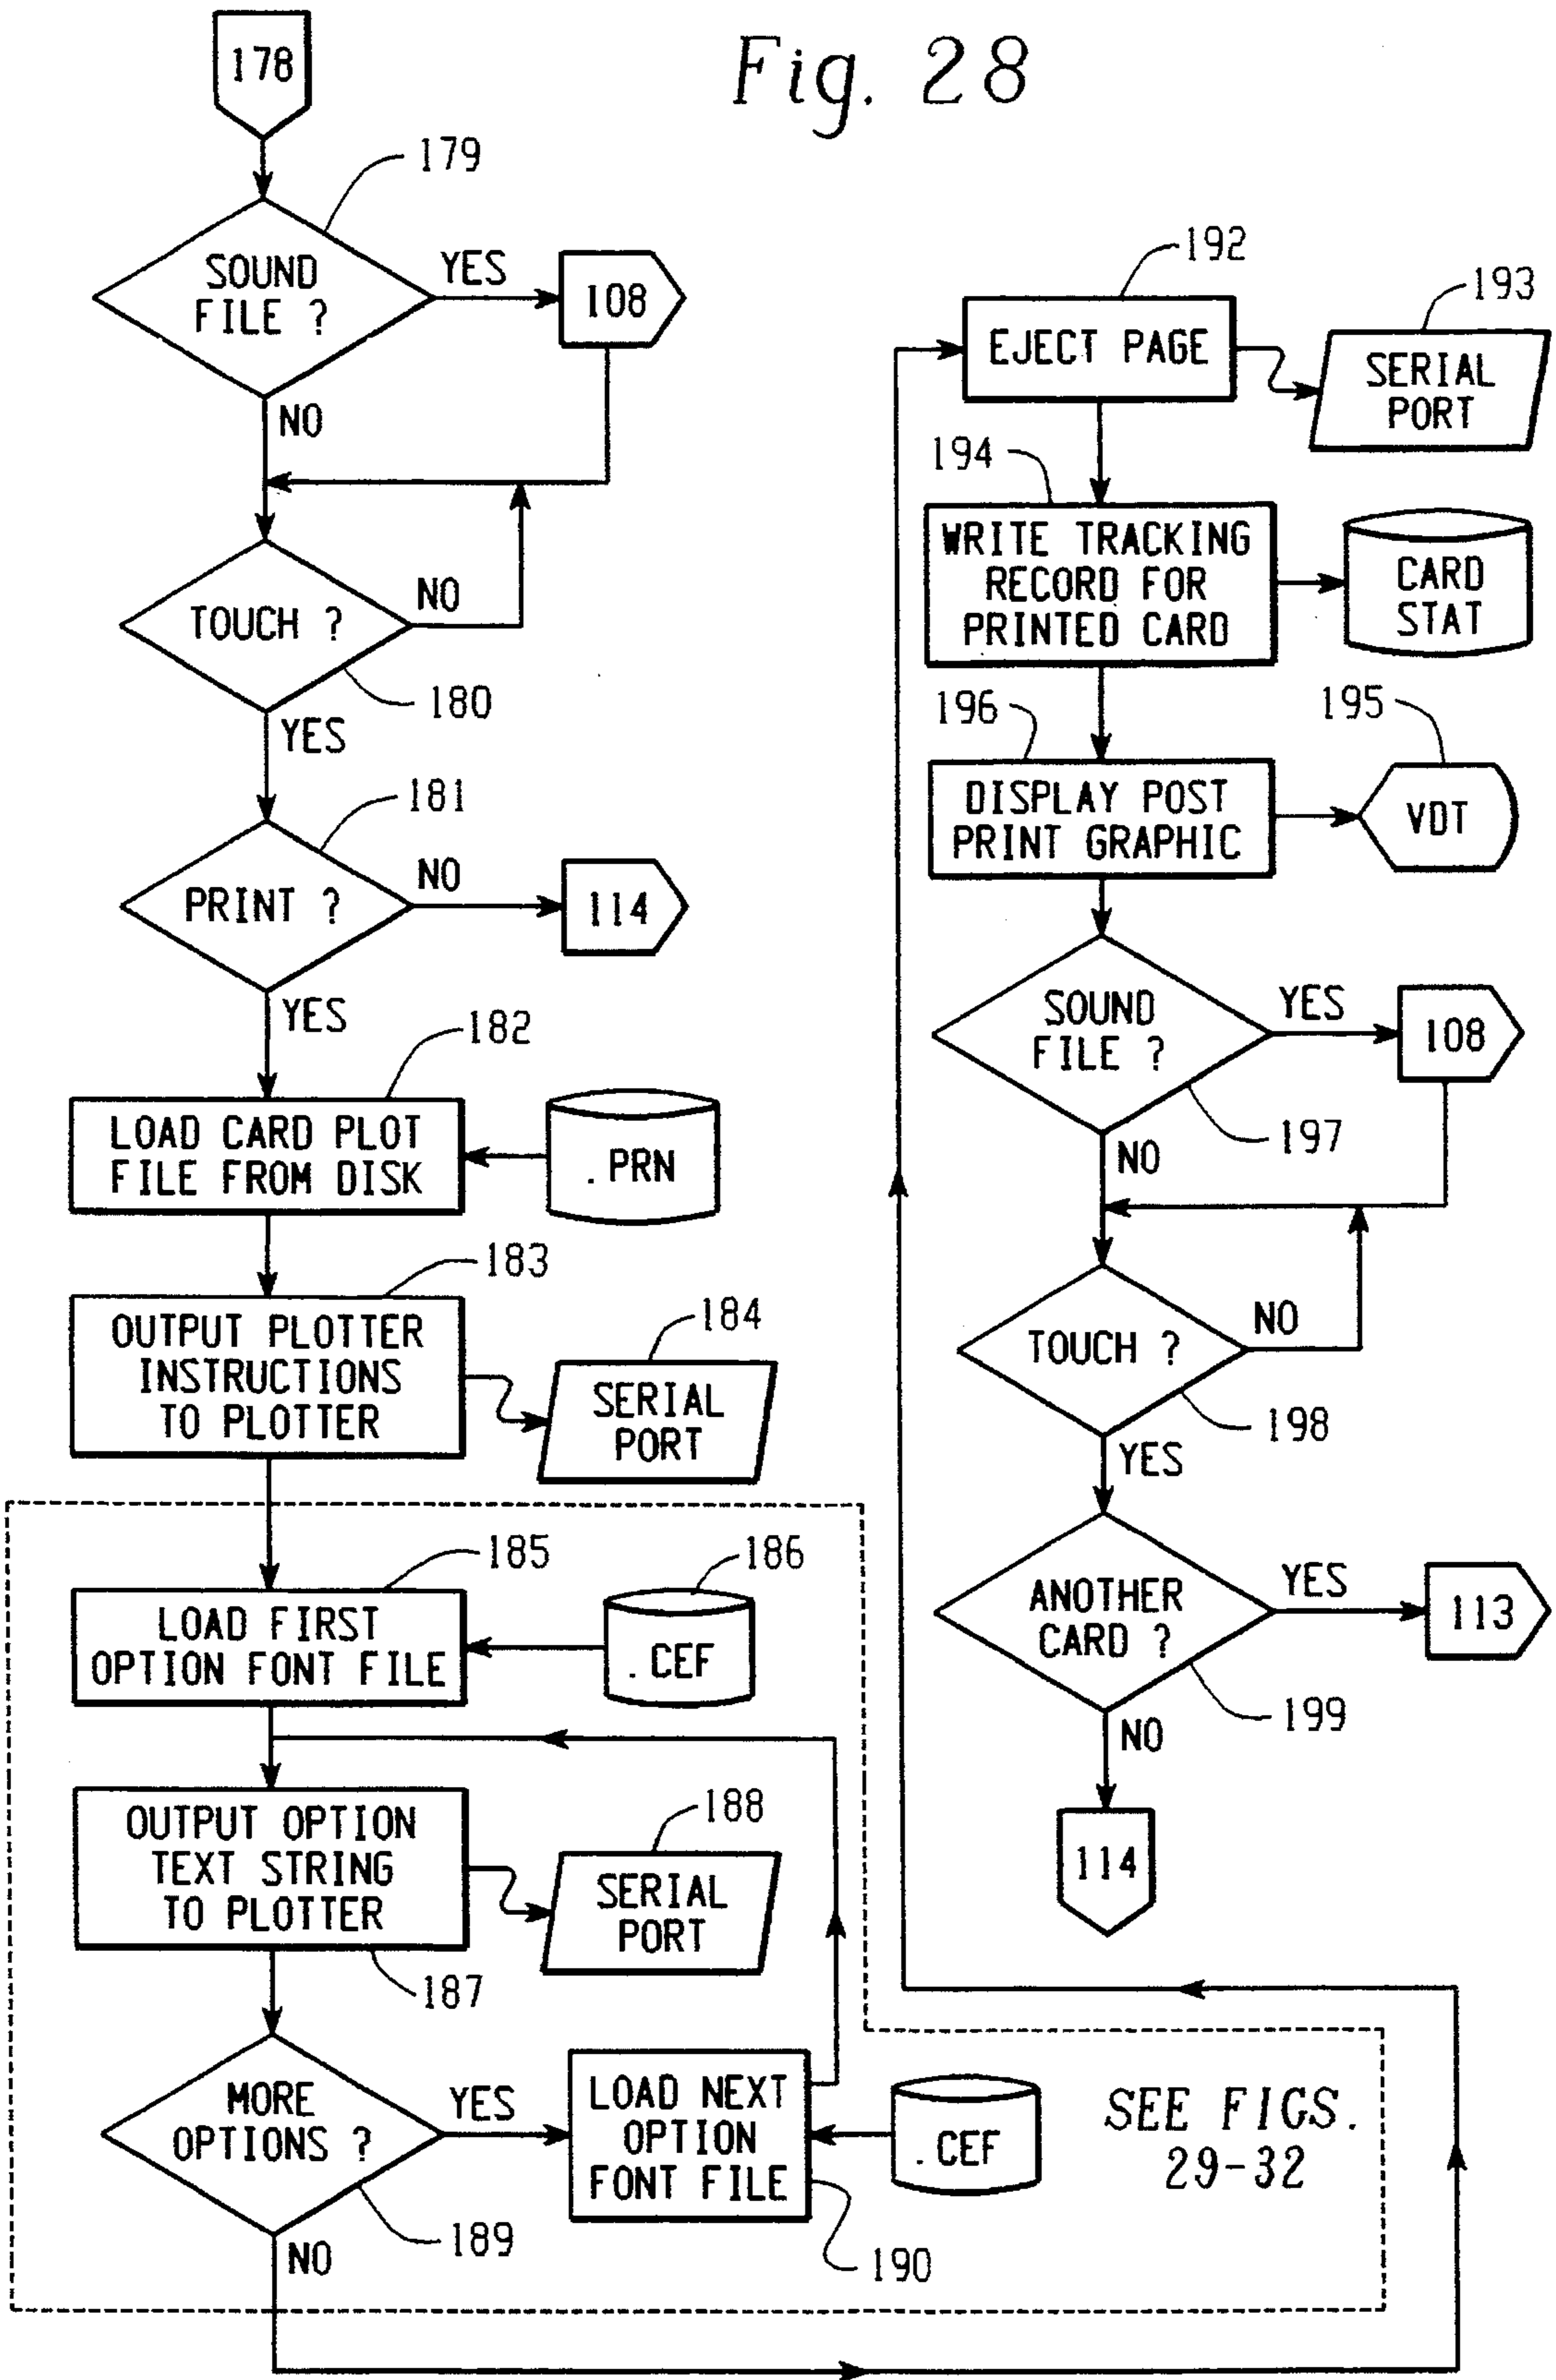 Fig. 28
178
179
SOUND
FILE ?
YES
108
NO
TOUCH ?
NO
180
YES
181
PRINT ?
NO
114
YES
182
LOAD CARD PLOT
FILE FROM DISK
.PRN
183
OUTPUT PLOTTER
INSTRUCTIONS
TO PLOTTER
184
SERIAL
PORT
185
LOAD FIRST
OPTION FONT FILE
186
.CEF
OUTPUT OPTION
TEXT STRING
TO PLOTTER
187
188
SERIAL
PORT
MORE
OPTIONS ?
YES
189
NO
LOAD NEXT
OPTION
FONT FILE
190
.CEF
SEE FIGS.
29-32
192
EJECT PAGE
193
SERIAL
PORT
194
WRITE TRACKING
RECORD FOR
PRINTED CARD
CARD
STAT
196
DISPLAY POST
PRINT GRAPHIC
195
VDT
SOUND
FILE ?
YES
108
197
NO
TOUCH ?
NO
198
YES
ANOTHER
CARD ?
YES
113
199
NO
114